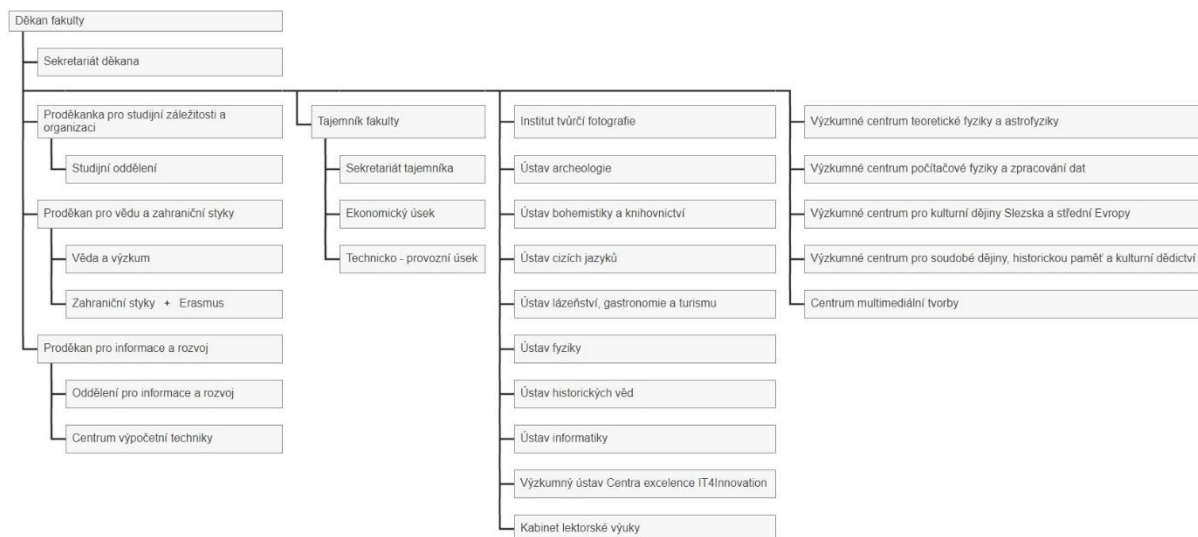 Děkan fakulty
Sekretariát děkana
Proděkanka pro studijní záležitosti a
organizaci
Studijní oddělení
Proděkan pro vědu a zahraniční styky
Věda a výzkum
Zahraniční styky + Erasmus
Proděkan pro informace a rozvoj
Oddělení pro informace a rozvoj
Centrum výpočetní techniky
Tajemník fakulty
Sekretariát tajemníka
Ekonomický úsek
Technicko - provozní úsek
Institut tvůrčí fotografie
Ústav archeologie
Ústav bohemistiky a knihovnictví
Ústav cizích jazyků
Ústav lázeňství, gastronomie a turismu
Ústav fyziky
Ústav historických věd
Ústav informatiky
Výzkumný ústav Centra excelence IT4Innovation
Kabinet lektorské výuky
Výzkumné centrum teoretické fyziky a astrofyziky
Výzkumné centrum počítačové fyziky a zpracování dat
Výzkumné centrum pro kulturní dějiny Slezska a střední Evropy
Výzkumné centrum pro soudobé dějiny, historickou paměť a kulturní dědictví
Centrum multimediální tvorby